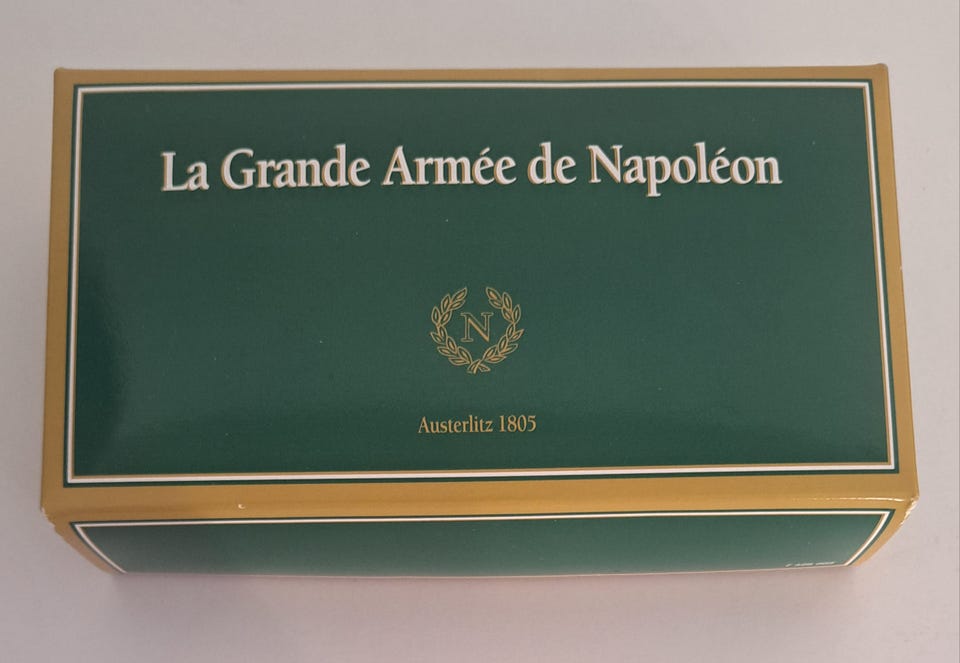 La Grande Armée de Napoléon
N
Austerlitz 1805